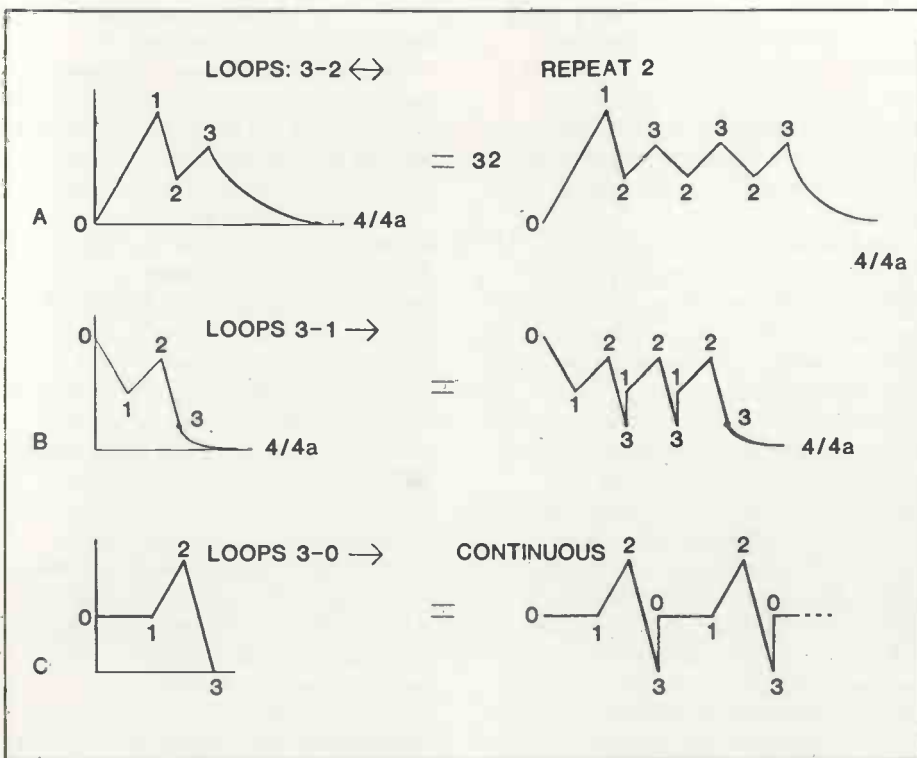 LOOPS: 3-2 ↔ REPEAT 2
1 3 1 3 3 3
= 32
2 2 2 2
A 0 4/4a 0
4/4a
LOOPS 3-1 →
0 2 0 2 2 2
=
1 1 1
1 3 1 3
B 4/4a 3 3 4/4a
LOOPS 3-0 → CONTINUOUS
2 2 2
0 = 0 0 0
1 1 1
C 3 3 3